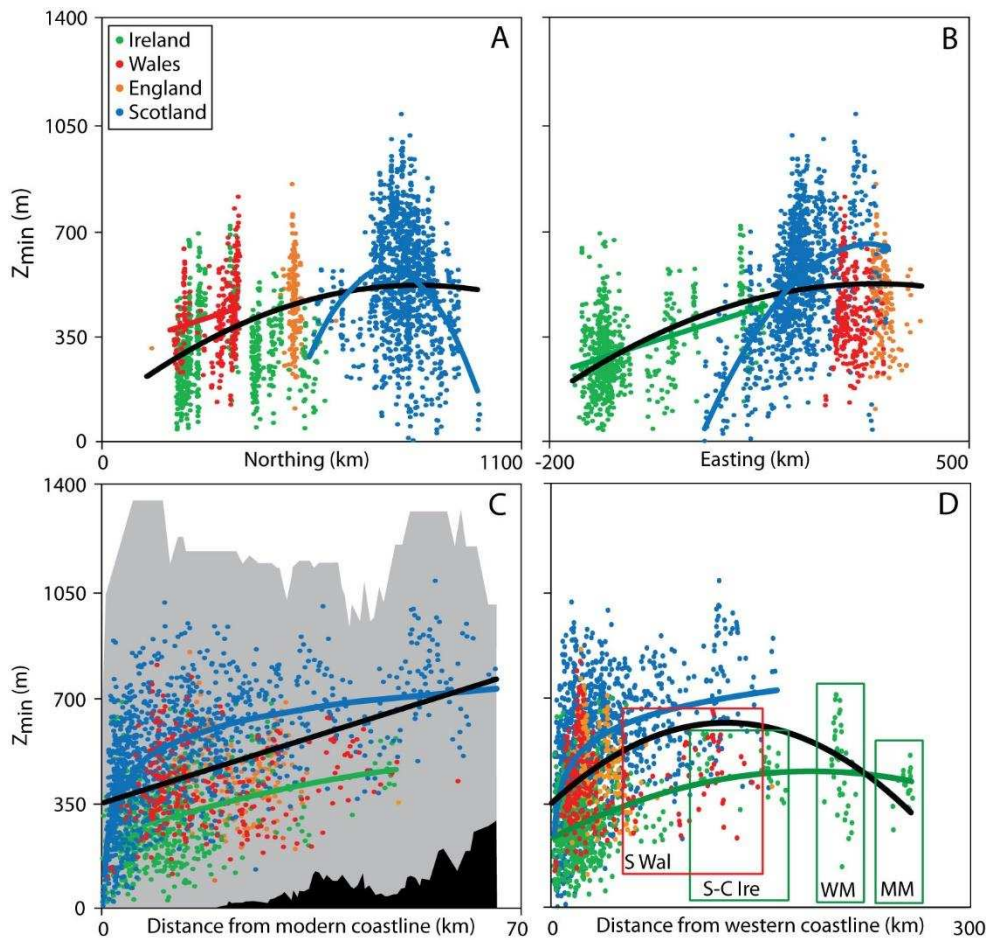 1400
1050
700
350
0
Zmin (m)
Ireland
Wales
England
Scotland
A
0
Northing (km)
1100
B
-200
Easting (km)
500
1400
1050
700
350
0
Zmin (m)
C
0
Distance from modern coastline (km)
70
D
S Wal
S-C Ire
WM
MM
0
Distance from western coastline (km)
300